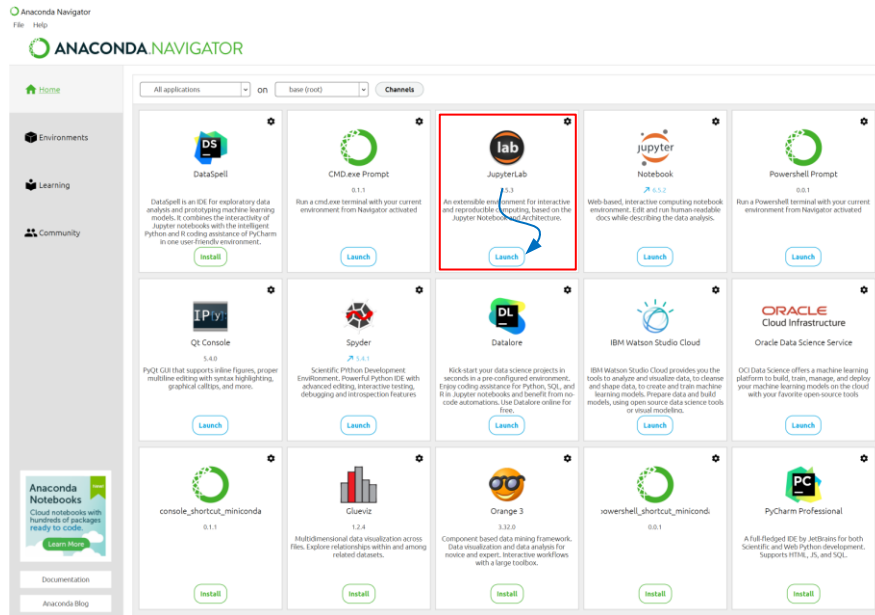 Anaconda Navigator
File Help
ANACONDA.NAVIGATOR
Home
Environments
Learning
Community
All applications on base (root) Channels
DS
DataSpell
DataSpell is an IDE for exploratory data
analysis and prototyping machine learning
models. It combines the interactivity of
Jupyter notebooks with the intelligent
Python and R coding assistance of PyCharm
in one user-friendly environment.
Install
CMD.exe Prompt
0.1.1
Run a cmd.exe terminal with your current
environment from Navigator activated
Launch
lab
JupyterLab
An extensible environment for interactive
and reproducible computing, based on the
Jupyter Notebook and Architecture.
Launch
jupyter
Notebook
6.5.2
Web-based, interactive computing notebook
environment. Edit and run human-readable
docs while describing the data analysis.
Launch
Powershell Prompt
0.0.1
Run a Powershell terminal with your current
environment from Navigator activated
Launch
IP[y]:
Qt Console
5.4.0
PyQt GUI that supports inline figures, proper
multiline editing with syntax highlighting,
graphical calltips, and more.
Launch
Spyder
5.4.1
Scientific PYthon Development
EnviRonment. Powerful Python IDE with
advanced editing, interactive testing,
debugging and introspection features
Launch
DL
Datalore
Kick-start your data science projects in
seconds in a pre-configured environment.
Enjoy coding assistance for Python, SQL, and
R in Jupyter notebooks and benefit from no-
code automations. Use Datalore online for
free.
Launch
IBM Watson Studio Cloud
IBM Watson Studio Cloud provides you the
tools to analyze and visualize data, to cleanse
and shape data, to create and train machine
learning models. Prepare data and build
models, using open source data science tools
or visual modeling.
Launch
ORACLE
Cloud Infrastructure
Oracle Data Science Service
OCI Data Science offers a machine learning
platform to build, train, manage, and deploy
your machine learning models on the cloud
with your favorite open-source tools
Launch
console_shortcut_miniconda
0.1.1
Install
Glueviz
1.2.4
Multidimensional data visualization across
files. Explore relationships within and among
related datasets.
Install
Orange 3
3.32.0
Component based data mining framework.
Data visualization and data analysis for
novice and expert. Interactive workflows
with a large toolbox.
Install
powershell_shortcut_miniconda
0.0.1
Install
PC
PyCharm Professional
A full-fledged IDE by JetBrains for both
Scientific and Web Python development.
Supports HTML, JS, and SQL.
Install
Anaconda
Notebooks
Cloud notebooks with
hundreds of packages
ready to code.
Learn More
Documentation
Anaconda Blog